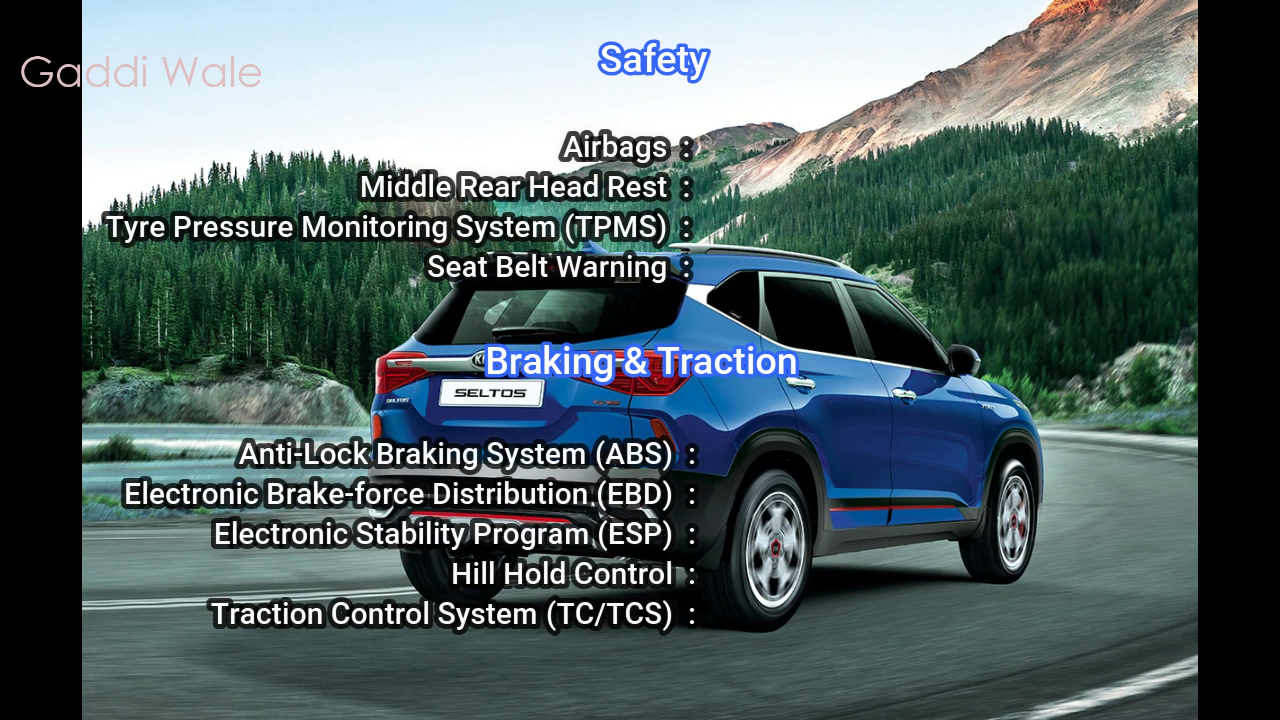 Safety
Gaddi Wale
Airbags :
Middle Rear Head Rest :
Tyre Pressure Monitoring System (TPMS) :
Seat Belt Warning :
Braking & Traction
SELTOS
SELTOS
Anti-Lock Braking System (ABS) :
Electronic Brake-force Distribution (EBD) :
Electronic Stability Program (ESP) :
Hill Hold Control :
Traction Control System (TC/TCS) :